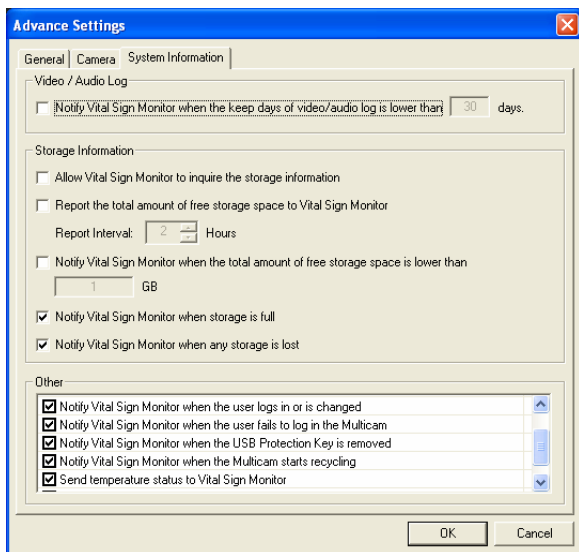 Advance Settings
General Camera System Information
Video / Audio Log
Notify Vital Sign Monitor when the keep days of video/audio log is lower than 30 days.
Storage Information
Allow Vital Sign Monitor to inquire the storage information
Report the total amount of free storage space to Vital Sign Monitor
Report Interval: 2 Hours
Notify Vital Sign Monitor when the total amount of free storage space is lower than
1 GB
Notify Vital Sign Monitor when storage is full
Notify Vital Sign Monitor when any storage is lost
Other
Notify Vital Sign Monitor when the user logs in or is changed
Notify Vital Sign Monitor when the user fails to log in the Multicam
Notify Vital Sign Monitor when the USB Protection Key is removed
Notify Vital Sign Monitor when the Multicam starts recycling
Send temperature status to Vital Sign Monitor
OK Cancel